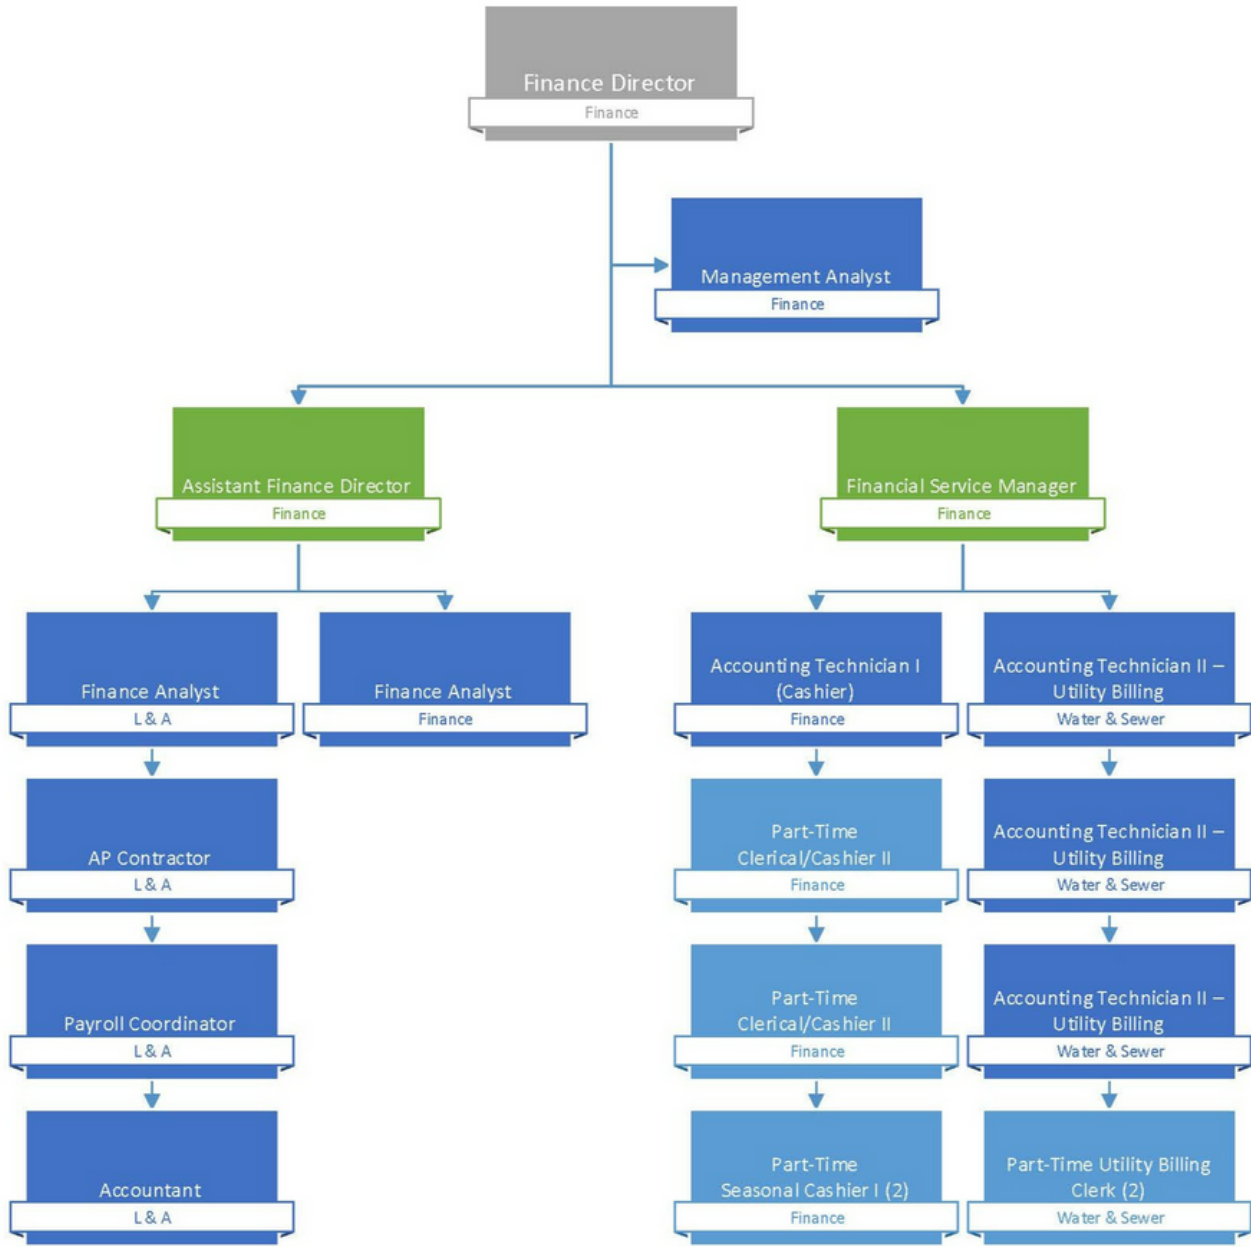 Finance Director
Finance
Management Analyst
Finance
Assistant Finance Director
Finance
Financial Service Manager
Finance
Finance Analyst
L & A
Finance Analyst
Finance
Accounting Technician I
(Cashier)
Finance
Accounting Technician II –
Utility Billing
Water & Sewer
AP Contractor
L & A
Part-Time
Clerical/Cashier II
Finance
Accounting Technician II –
Utility Billing
Water & Sewer
Payroll Coordinator
L & A
Part-Time
Clerical/Cashier II
Finance
Accounting Technician II –
Utility Billing
Water & Sewer
Accountant
L & A
Part-Time
Seasonal Cashier I (2)
Finance
Part-Time Utility Billing
Clerk (2)
Water & Sewer